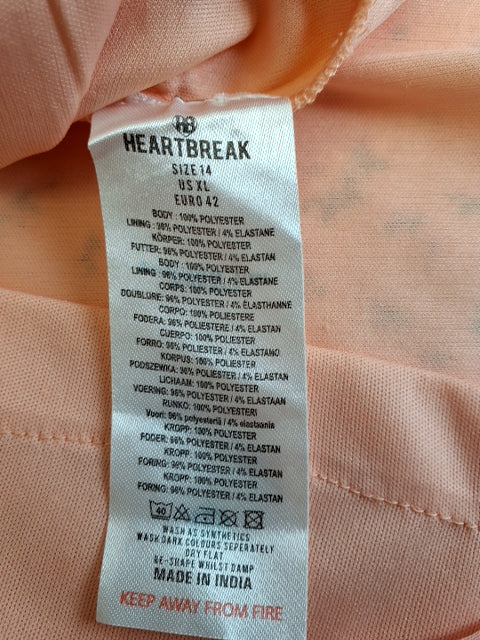 HB
HEARTBREAK
SIZE 14
US XL
EURO 42
BODY : 100% POLYESTER
LINING : 96% POLYESTER / 4% ELASTANE
KÖRPER: 100% POLYESTER
FUTTER: 96% POLYESTER / 4% ELASTAN
BODY : 100% POLYESTER
LINING : 96% POLYESTER / 4% ELASTANE
CORPS: 100% POLYESTER
DOUBLURE: 96% POLYESTER / 4% ELASTHANNE
CORPO: 100% POLIESTERE
FODERA: 96% POLIESTERE / 4% ELASTAN
CUERPO: 100% POLIESTER
FORRO: 96% POLIESTER / 4% ELASTANO
KORPUS: 100% POLIESTER
PODSZEWKA: 96% POLIESTER / 4% ELASTAN
LICHAAM: 100% POLYESTER
VOERING: 96% POLYESTER / 4% ELASTAAN
RUNKO: 100% POLYESTERI
Vuori: 96% polyesteriä / 4% elastaania
KROPP: 100% POLYESTER
FODER: 96% POLYESTER / 4% ELASTAN
KROPP: 100% POLYESTER
FORING: 96% POLYESTER / 4% ELASTAN
KROPP: 100% POLYESTER
FORING: 96% POLYESTER / 4% ELASTAN
40
WASH AS SYNTHETICS
WASH DARK COLOURS SEPERATELY
DRY FLAT
RE-SHAPE WHILST DAMP
MADE IN INDIA
KEEP AWAY FROM FIRE